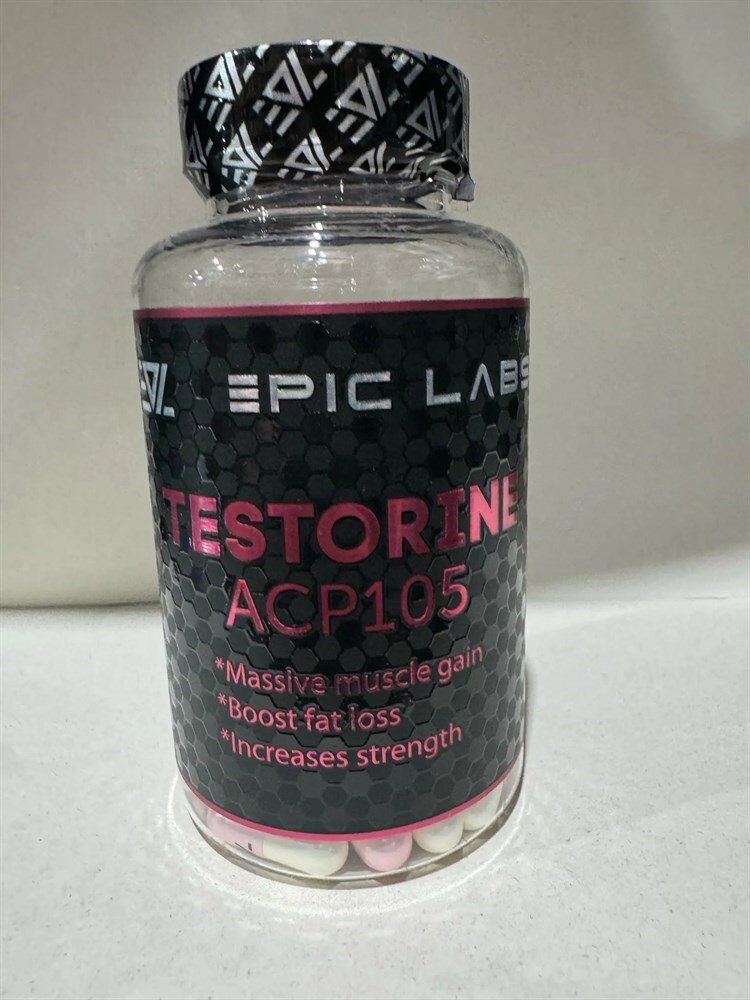 EPIC LABS
TESTORINE
ACP105
*Massive muscle gain
*Boost fat loss
*Increases strength